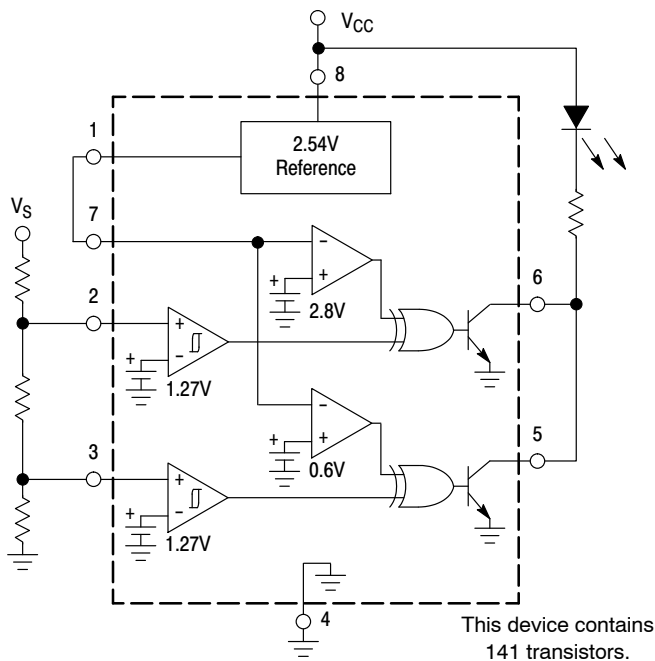 VCC
8
1
2.54V
Reference
VS
7
-
+
+
2.8V
6
2
+
+
-
1.27V
-
+
+
0.6V
5
3
+
+
-
1.27V
4
This device contains
141 transistors.